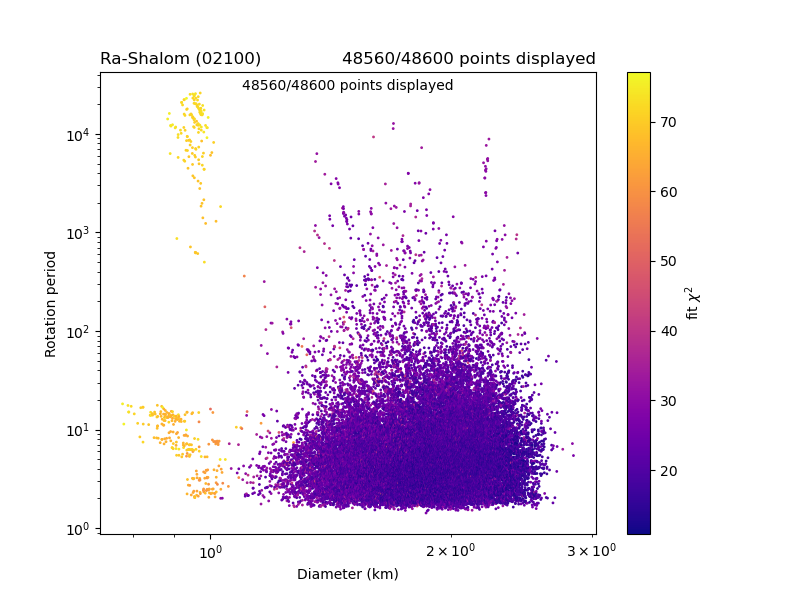 Ra-Shalom (02100) 48560/48600 points displayed
48560/48600 points displayed
Rotation period
10⁴
10³
10²
10¹
10⁰
10⁰ 2 × 10⁰ 3 × 10⁰
Diameter (km)
70
60
50
40
30
20
fit χ²